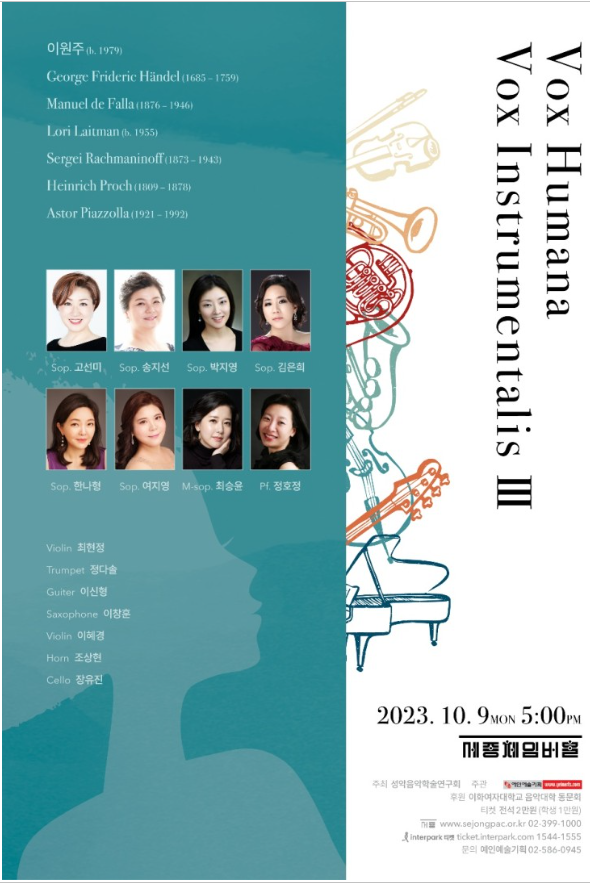 이원주 (b. 1979)
George Frideric Händel (1685 – 1759)
Manuel de Falla (1876 – 1946)
Lori Laitman (b. 1955)
Sergei Rachmaninoff (1873 – 1943)
Heinrich Proch (1809 – 1878)
Astor Piazzolla (1921 – 1992)
Vox Humana
Vox Instrumentalis Ⅲ
Sop. 고선미 Sop. 송지선 Sop. 박지영 Sop. 김은희
Sop. 한나형 Sop. 여지영 M-sop. 최승윤 Pf. 정호정
Violin 최현정
Trumpet 정다솔
Guiter 이신형
Saxophone 이창훈
Violin 이혜경
Horn 조상현
Cello 장유진
2023. 10. 9 MON 5:00 PM
세종체임버홀
주최 성악음악학술연구회 주관 예인예술기획
후원 이화여자대학교 음악대학 동문회
티켓 전석 2만원 (학생 1만원)
www.sejongpac.or.kr 02-399-1000
Interpark 티켓 ticket.interpark.com 1544-1555
문의 예인예술기획 02-586-0945